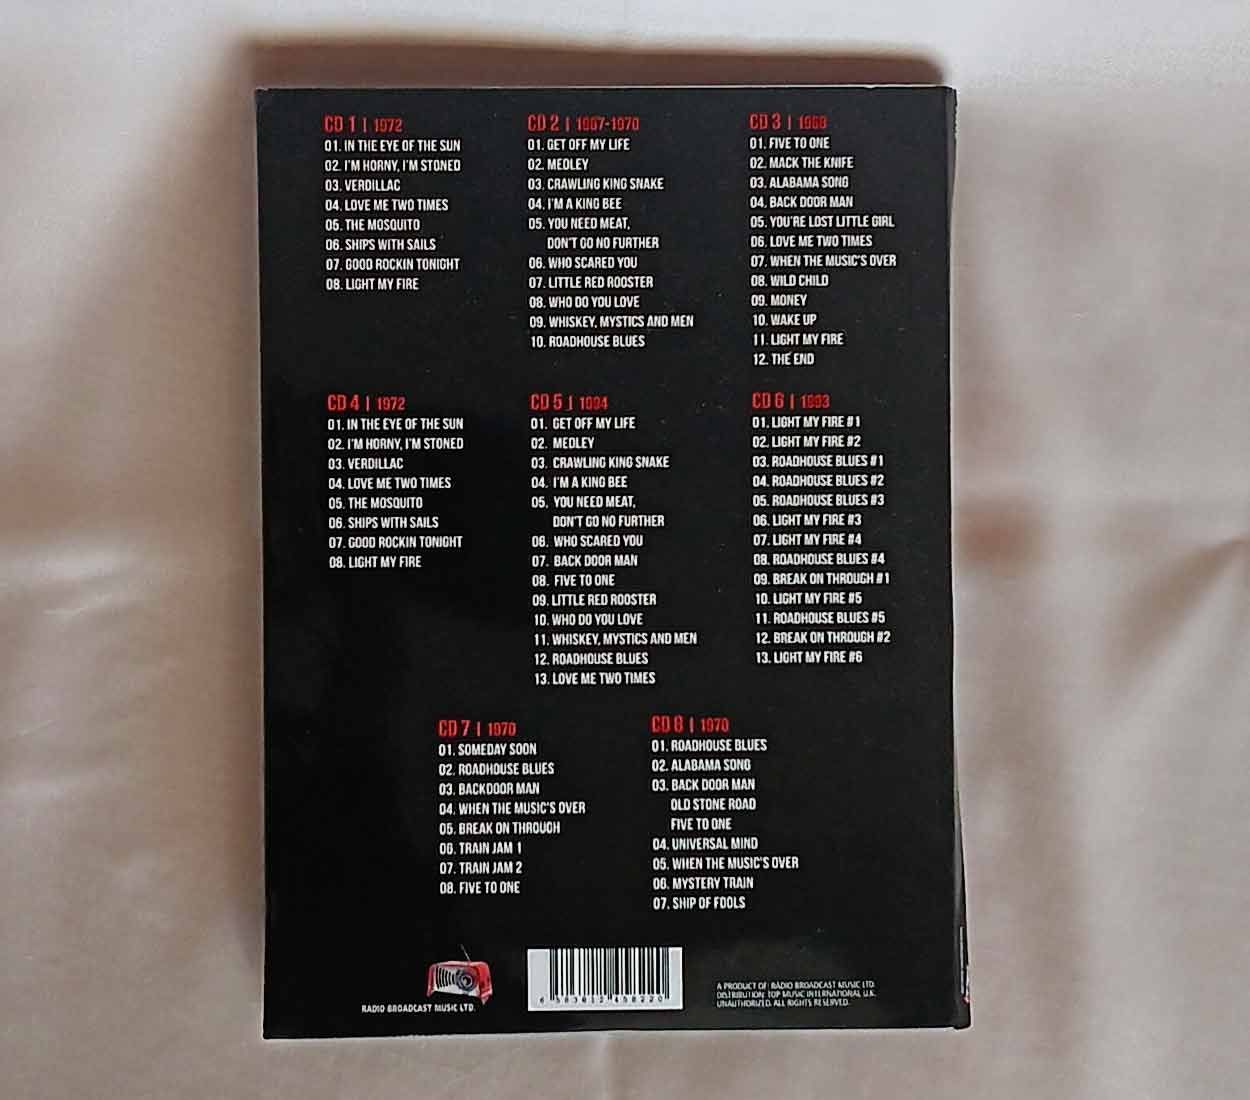 CD 1 | 1972
01. IN THE EYE OF THE SUN
02. I'M HORNY, I'M STONED
03. VERDILLAC
04. LOVE ME TWO TIMES
05. THE MOSQUITO
06. SHIPS WITH SAILS
07. GOOD ROCKIN TONIGHT
08. LIGHT MY FIRE
CD 2 | 1967-1970
01. GET OFF MY LIFE
02. MEDLEY
03. CRAWLING KING SNAKE
04. I'M A KING BEE
05. YOU NEED MEAT,
DON'T GO NO FURTHER
06. WHO SCARED YOU
07. LITTLE RED ROOSTER
08. WHO DO YOU LOVE
09. WHISKEY, MYSTICS AND MEN
10. ROADHOUSE BLUES
CD 3 | 1968
01. FIVE TO ONE
02. MACK THE KNIFE
03. ALABAMA SONG
04. BACK DOOR MAN
05. YOU'RE LOST LITTLE GIRL
06. LOVE ME TWO TIMES
07. WHEN THE MUSIC'S OVER
08. WILD CHILD
09. MONEY
10. WAKE UP
11. LIGHT MY FIRE
12. THE END
CD 4 | 1972
01. IN THE EYE OF THE SUN
02. I'M HORNY, I'M STONED
03. VERDILLAC
04. LOVE ME TWO TIMES
05. THE MOSQUITO
06. SHIPS WITH SAILS
07. GOOD ROCKIN TONIGHT
08. LIGHT MY FIRE
CD 5 | 1994
01. GET OFF MY LIFE
02. MEDLEY
03. CRAWLING KING SNAKE
04. I'M A KING BEE
05. YOU NEED MEAT,
DON'T GO NO FURTHER
06. WHO SCARED YOU
07. BACK DOOR MAN
08. FIVE TO ONE
09. LITTLE RED ROOSTER
10. WHO DO YOU LOVE
11. WHISKEY, MYSTICS AND MEN
12. ROADHOUSE BLUES
13. LOVE ME TWO TIMES
CD 6 | 1993
01. LIGHT MY FIRE #1
02. LIGHT MY FIRE #2
03. ROADHOUSE BLUES #1
04. ROADHOUSE BLUES #2
05. ROADHOUSE BLUES #3
06. LIGHT MY FIRE #3
07. LIGHT MY FIRE #4
08. ROADHOUSE BLUES #4
09. BREAK ON THROUGH #1
10. LIGHT MY FIRE #5
11. ROADHOUSE BLUES #5
12. BREAK ON THROUGH #2
13. LIGHT MY FIRE #6
CD 7 | 1970
01. SOMEDAY SOON
02. ROADHOUSE BLUES
03. BACKDOOR MAN
04. WHEN THE MUSIC'S OVER
05. BREAK ON THROUGH
06. TRAIN JAM 1
07. TRAIN JAM 2
08. FIVE TO ONE
CD 8 | 1970
01. ROADHOUSE BLUES
02. ALABAMA SONG
03. BACK DOOR MAN
OLD STONE ROAD
FIVE TO ONE
04. UNIVERSAL MIND
05. WHEN THE MUSIC'S OVER
06. MYSTERY TRAIN
07. SHIP OF FOOLS
RADIO BROADCAST MUSIC LTD.
6 583612 458220
A PRODUCT OF: RADIO BROADCAST MUSIC LTD.
DISTRIBUTION: TOP MUSIC INTERNATIONAL U.K.
UNAUTHORIZED. ALL RIGHTS RESERVED.